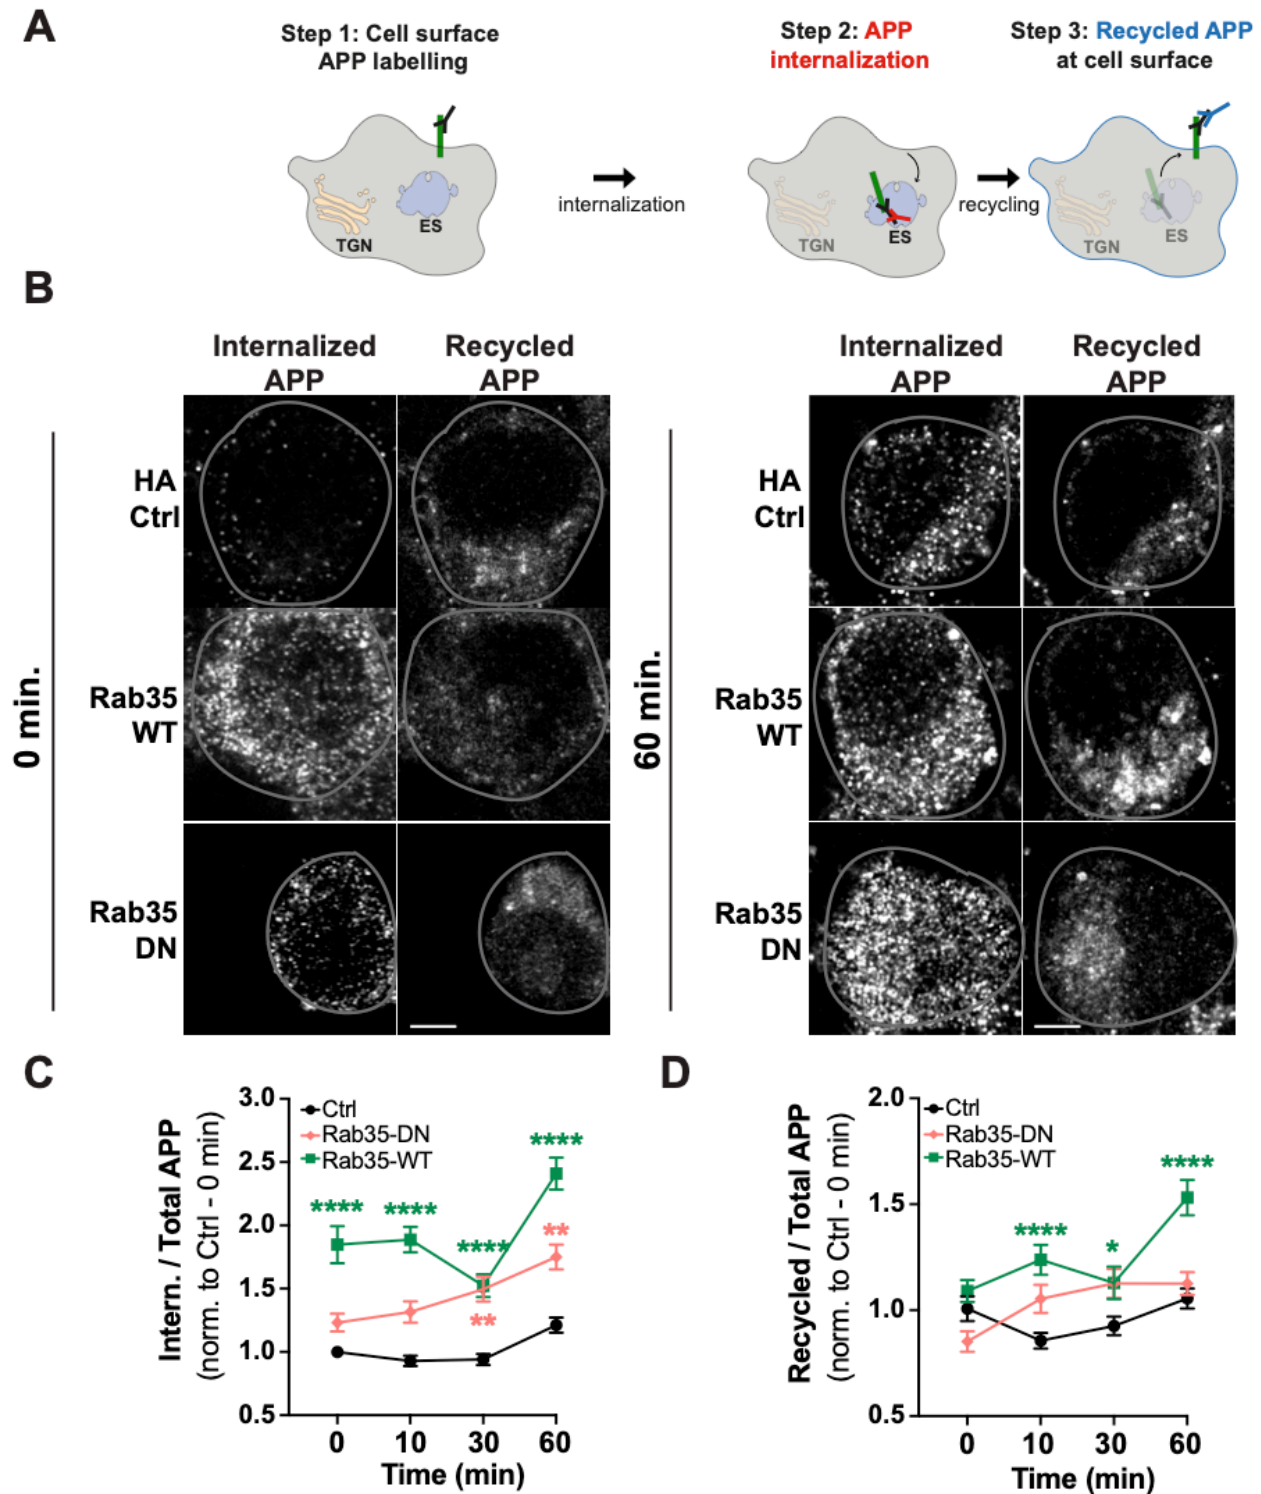 A
Step 1: Cell surface
APP labelling
Step 2: APP
internalization
Step 3: Recycled APP
at cell surface
TGN
ES
internalization
TGN
ES
recycling
TGN
ES
B
Internalized
APP
Recycled
APP
Internalized
APP
Recycled
APP
0 min.
HA
Ctrl
Rab35
WT
Rab35
DN
60 min.
HA
Ctrl
Rab35
WT
Rab35
DN
C
Intern. / Total APP
(norm. to Ctrl - 0 min)
3.0
2.5
2.0
1.5
1.0
0.5
Ctrl
Rab35-DN
Rab35-WT
****
****
****
****
**
**
0
10
30
60
Time (min)
D
Recycled / Total APP
(norm. to Ctrl - 0 min)
2.0
1.5
1.0
0.5
Ctrl
Rab35-DN
Rab35-WT
****
*
****
0
10
30
60
Time (min)